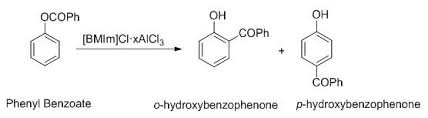 OCOPh
[BMIm]Cl·xAlCl3
OH
COPh
+
OH
COPh
Phenyl Benzoate
o-hydroxybenzophenone
p-hydroxybenzophenone